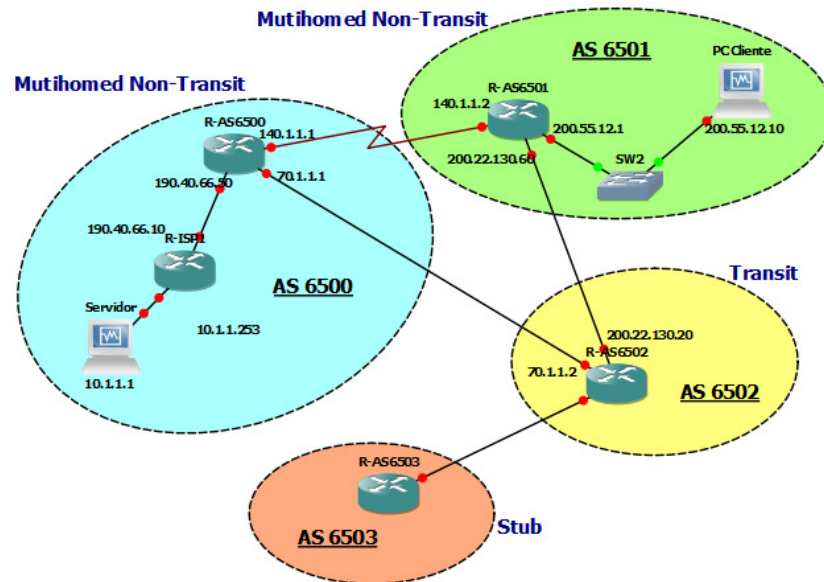 Mutihomed Non-Transit
AS 6501
PC Cliente
R-AS6501
140.1.1.2
200.55.12.1
200.55.12.10
SW2
200.22.130.60
Mutihomed Non-Transit
R-AS6500
140.1.1.1
190.40.66.50
70.1.1.1
190.40.66.10
R-ISP1
AS 6500
Servidor
10.1.1.253
10.1.1.1
Transit
200.22.130.20
R-AS6502
70.1.1.2
AS 6502
R-AS6503
AS 6503
Stub